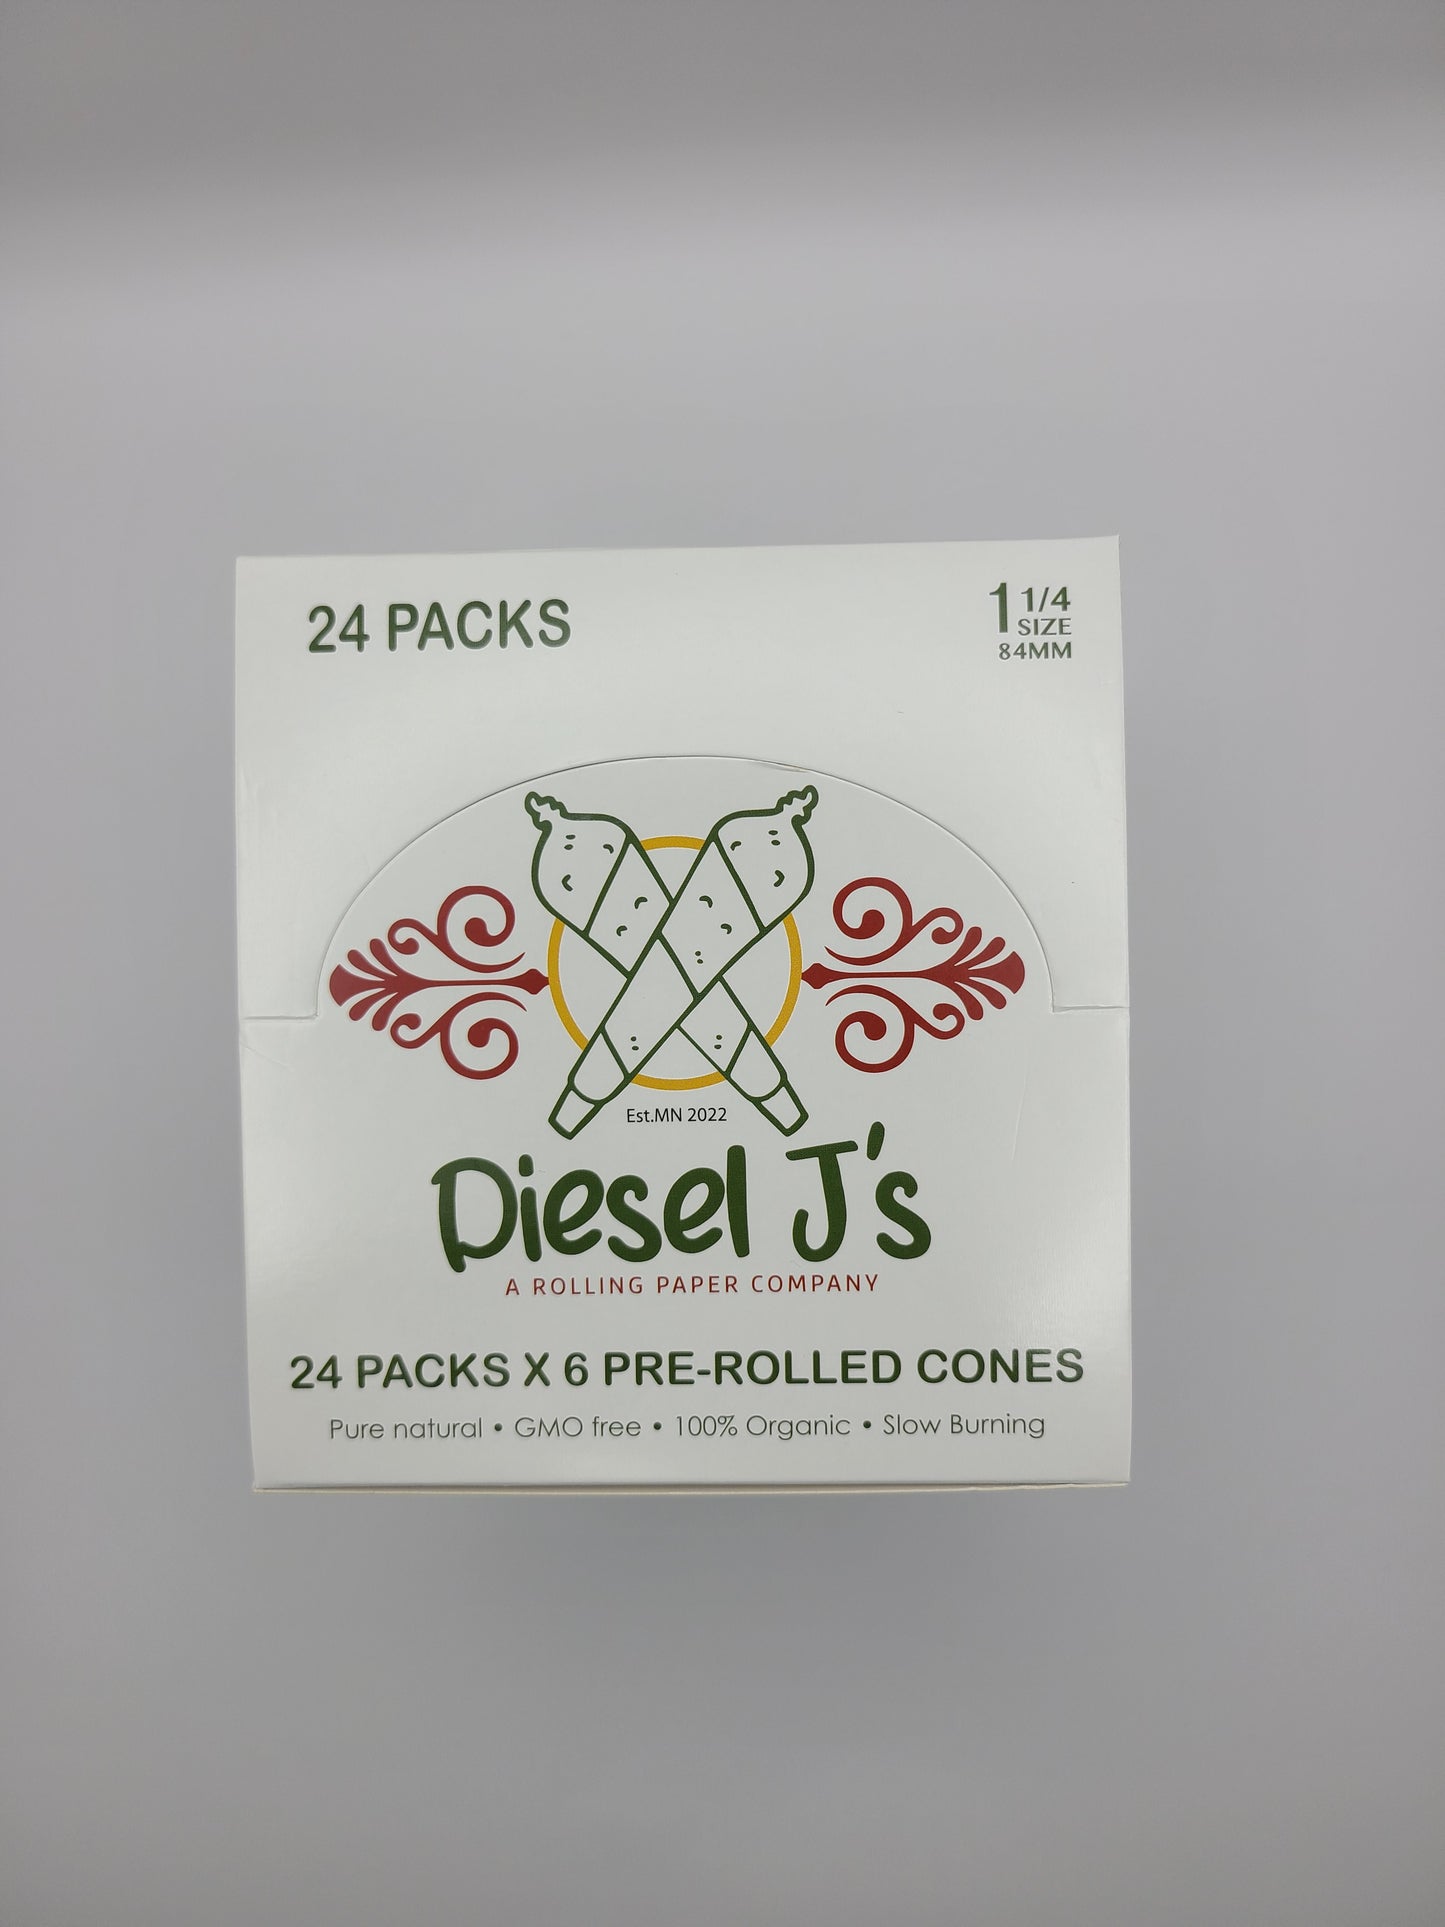 24 PACKS
1 1/4
SIZE
84MM
Est.MN 2022
Diesel J's
A ROLLING PAPER COMPANY
24 PACKS X 6 PRE-ROLLED CONES
Pure natural • GMO free • 100% Organic • Slow Burning